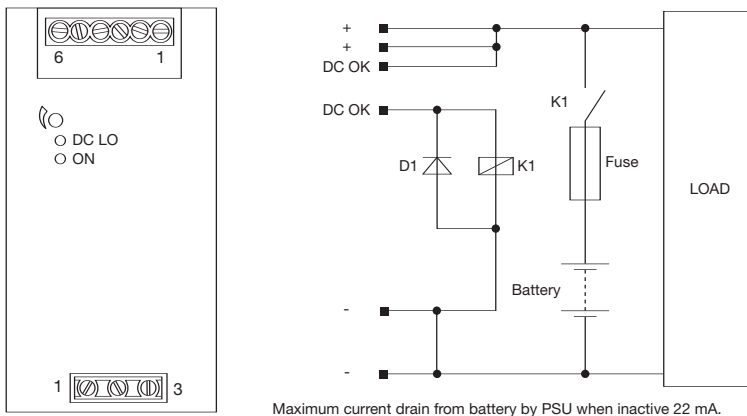 6 1
DC LO
ON
1 3
+
+
DC OK
DC OK
D1
K1
K1
Fuse
Battery
LOAD
-
-
Maximum current drain from battery by PSU when inactive 22 mA.